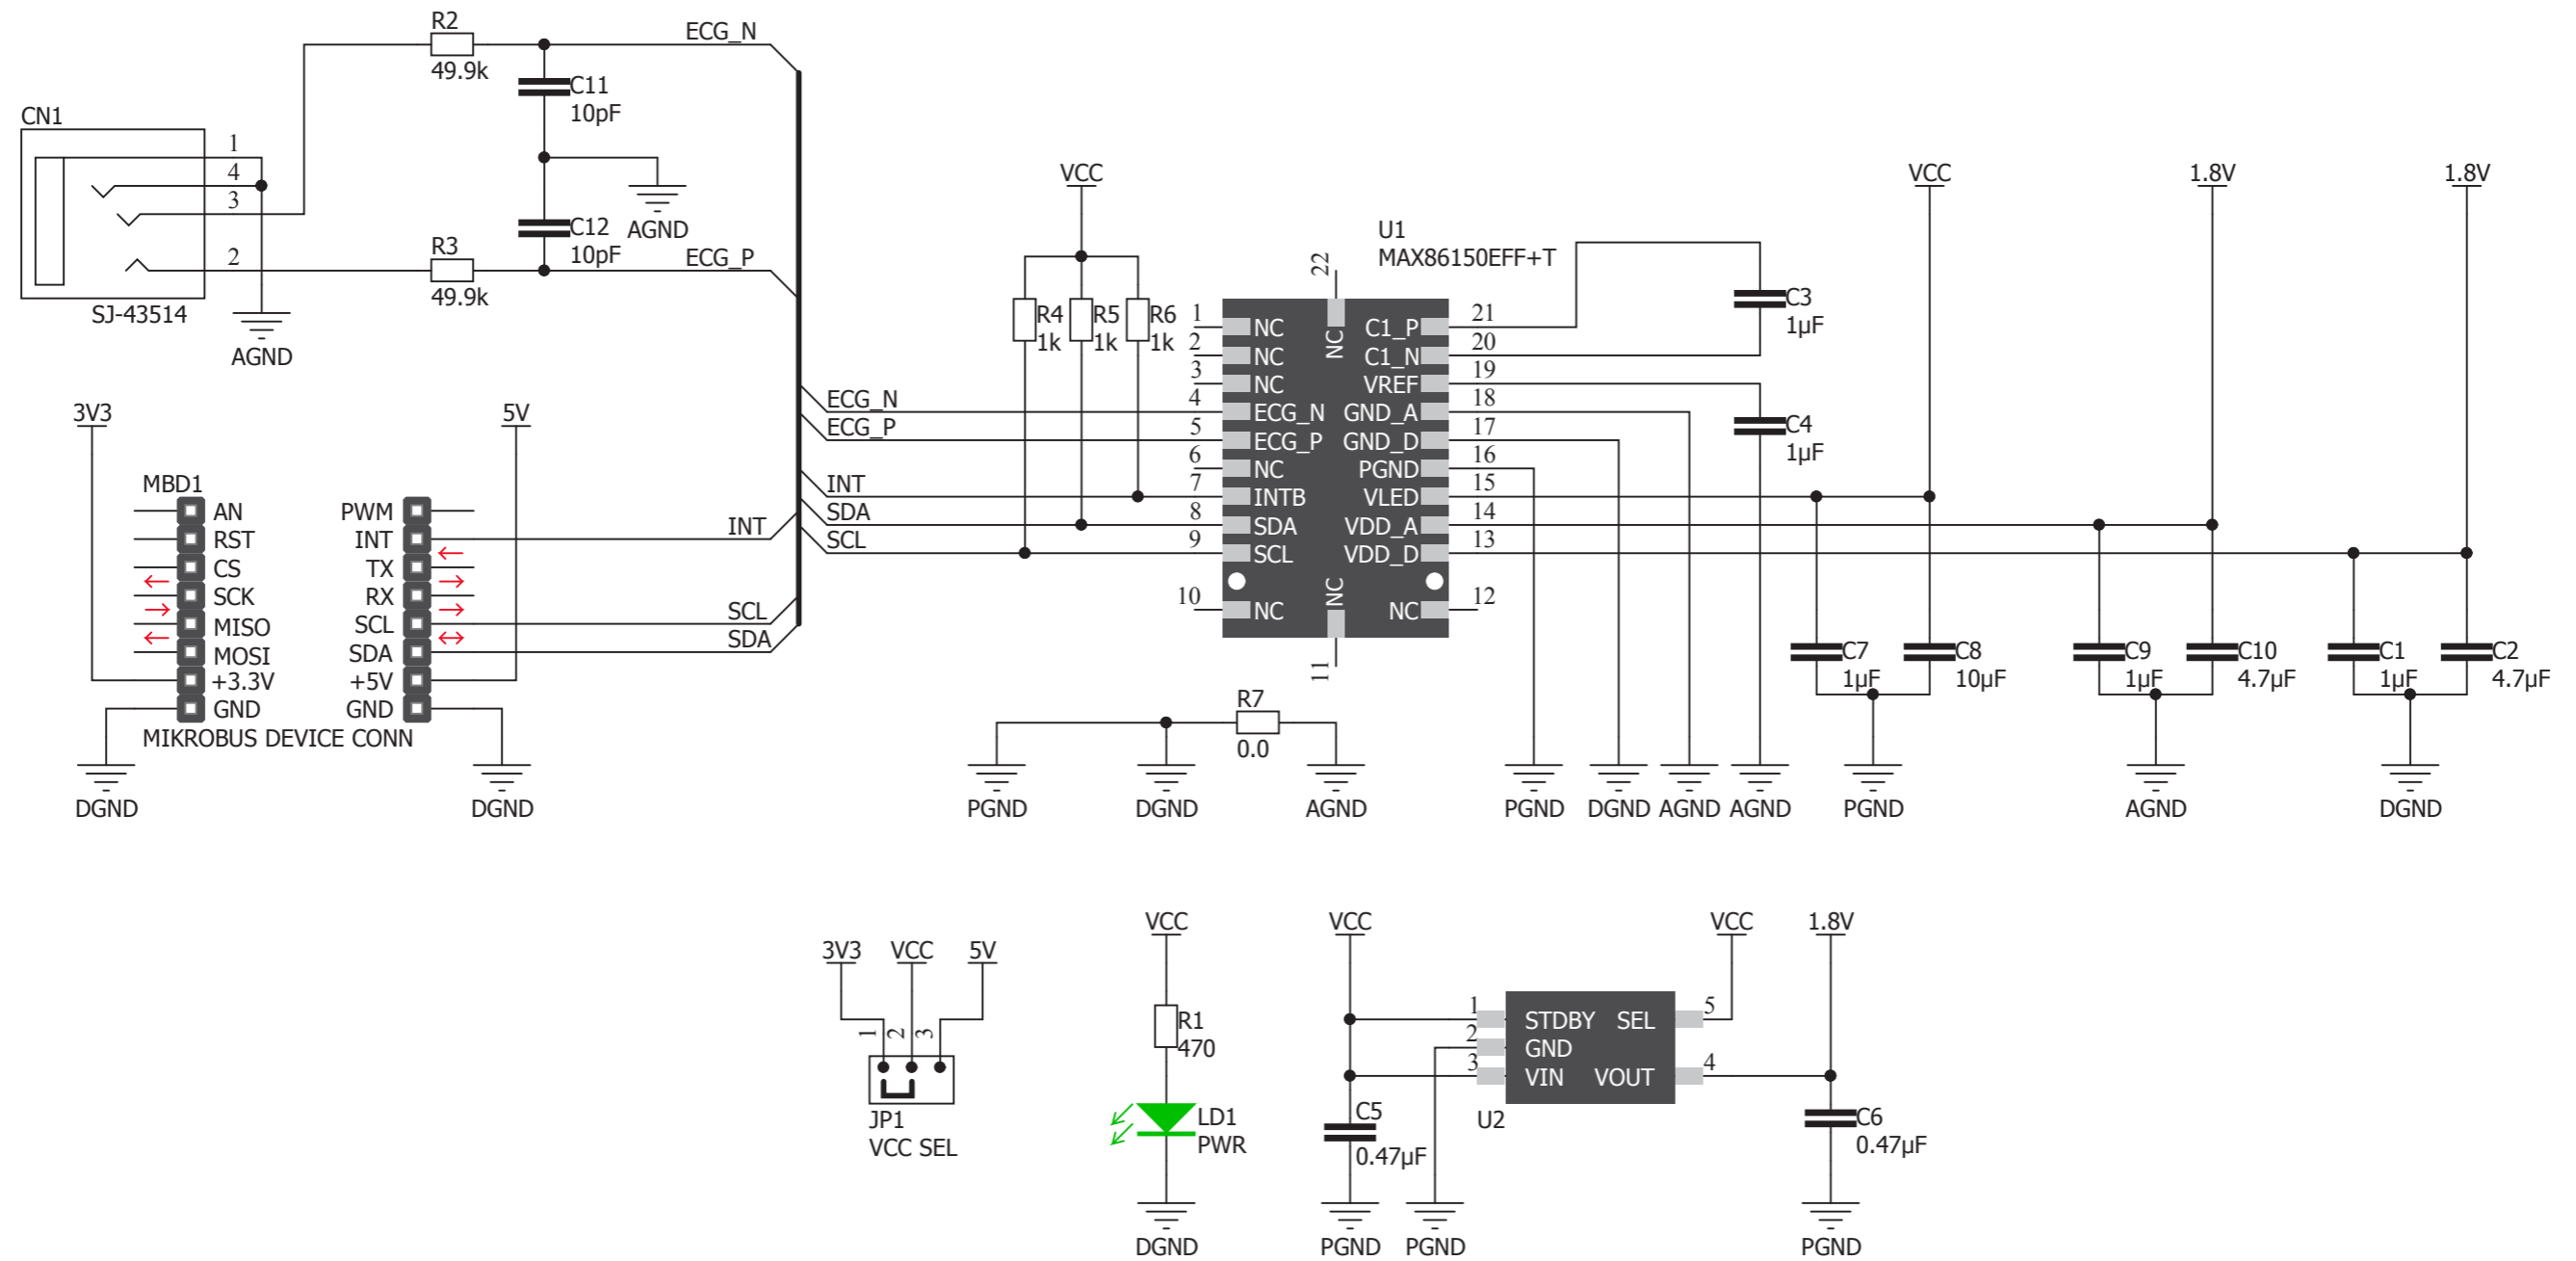 R2
49.9k
ECG_N
C11
10pF
CN1
1
4
3
2
SJ-43514
AGND
AGND
C12
10pF
R3
49.9k
ECG_P
3V3
5V
MBD1
AN
RST
CS
SCK
MISO
MOSI
+3.3V
GND
PWM
INT
TX
RX
SCL
SDA
+5V
GND
MIKROBUS DEVICE CONN
DGND
DGND
INT
SCL
SDA
ECG_N
ECG_P
INT
SDA
SCL
VCC
R4
1k
R5
1k
R6
1k
U1
MAX86150EFF+T
22
NC
1
NC
2
NC
3
NC
4
ECG_N
5
ECG_P
6
NC
7
INTB
8
SDA
9
SCL
10
NC
11
NC
C1_P
21
C1_N
20
VREF
19
GND_A
18
GND_D
17
PGND
16
VLED
15
VDD_A
14
VDD_D
13
NC
12
C3
1µF
C4
1µF
VCC
1.8V
1.8V
C7
1µF
C8
10µF
C9
1µF
C10
4.7µF
C1
1µF
C2
4.7µF
R7
0.0
PGND
DGND
AGND
PGND
DGND
AGND
AGND
PGND
AGND
DGND
3V3
VCC
5V
1
2
3
JP1
VCC SEL
VCC
R1
470
LD1
PWR
DGND
VCC
VCC
1.8V
1
STDBY
2
GND
3
VIN
SEL
5
VOUT
4
U2
C5
0.47µF
C6
0.47µF
PGND
PGND
PGND